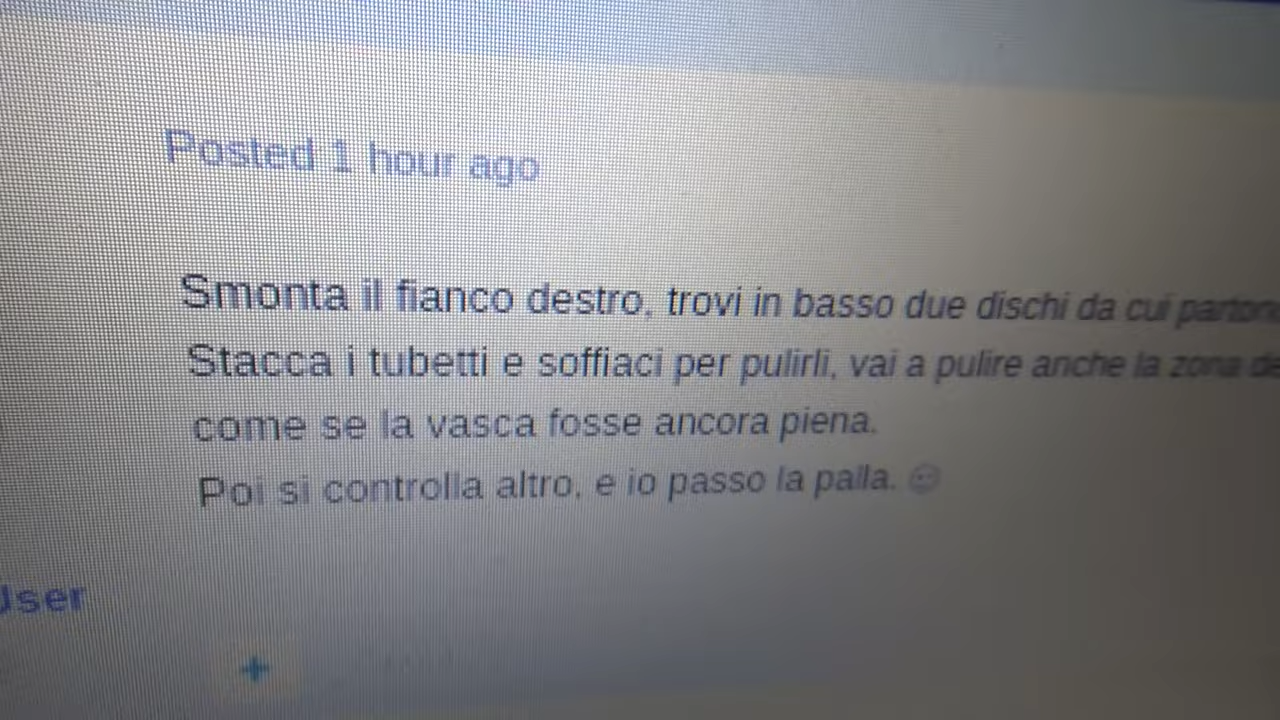 Posted 1 hour ago
Smonta il fianco destro, trovi in basso due dischi da cui
Stacca i tubetti e soffiaci per pulirli, vai a pulire anche la zona
come se la vasca fosse ancora piena.
Poi si controlla altro, e io passo la palla.
User
+